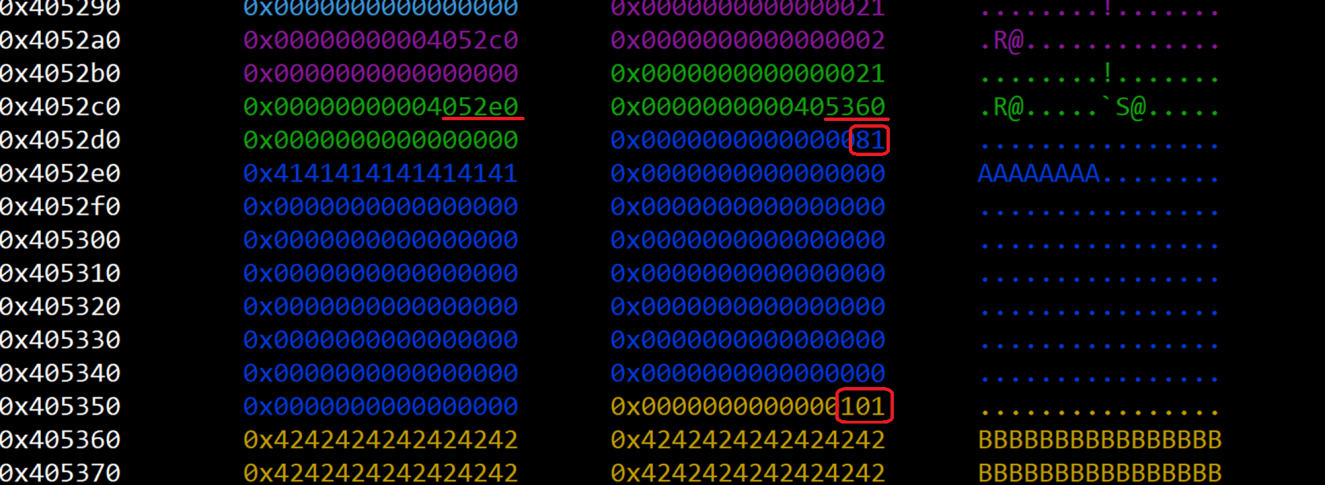 0x405290 0x0000000000000000 0x0000000000000021 ........!.......
0x4052a0 0x00000000004052c0 0x0000000000000002 .R@.............
0x4052b0 0x0000000000000000 0x0000000000000021 ........!.......
0x4052c0 0x00000000004052e0 0x0000000000405360 .R@.....`S@.....
0x4052d0 0x0000000000000000 0x0000000000000081 ................
0x4052e0 0x4141414141414141 0x0000000000000000 AAAAAAAA........
0x4052f0 0x0000000000000000 0x0000000000000000 ................
0x405300 0x0000000000000000 0x0000000000000000 ................
0x405310 0x0000000000000000 0x0000000000000000 ................
0x405320 0x0000000000000000 0x0000000000000000 ................
0x405330 0x0000000000000000 0x0000000000000000 ................
0x405340 0x0000000000000000 0x0000000000000000 ................
0x405350 0x0000000000000000 0x0000000000000101 ................
0x405360 0x4242424242424242 0x4242424242424242 BBBBBBBBBBBBBBBB
0x405370 0x4242424242424242 0x4242424242424242 BBBBBBBBBBBBBBBB